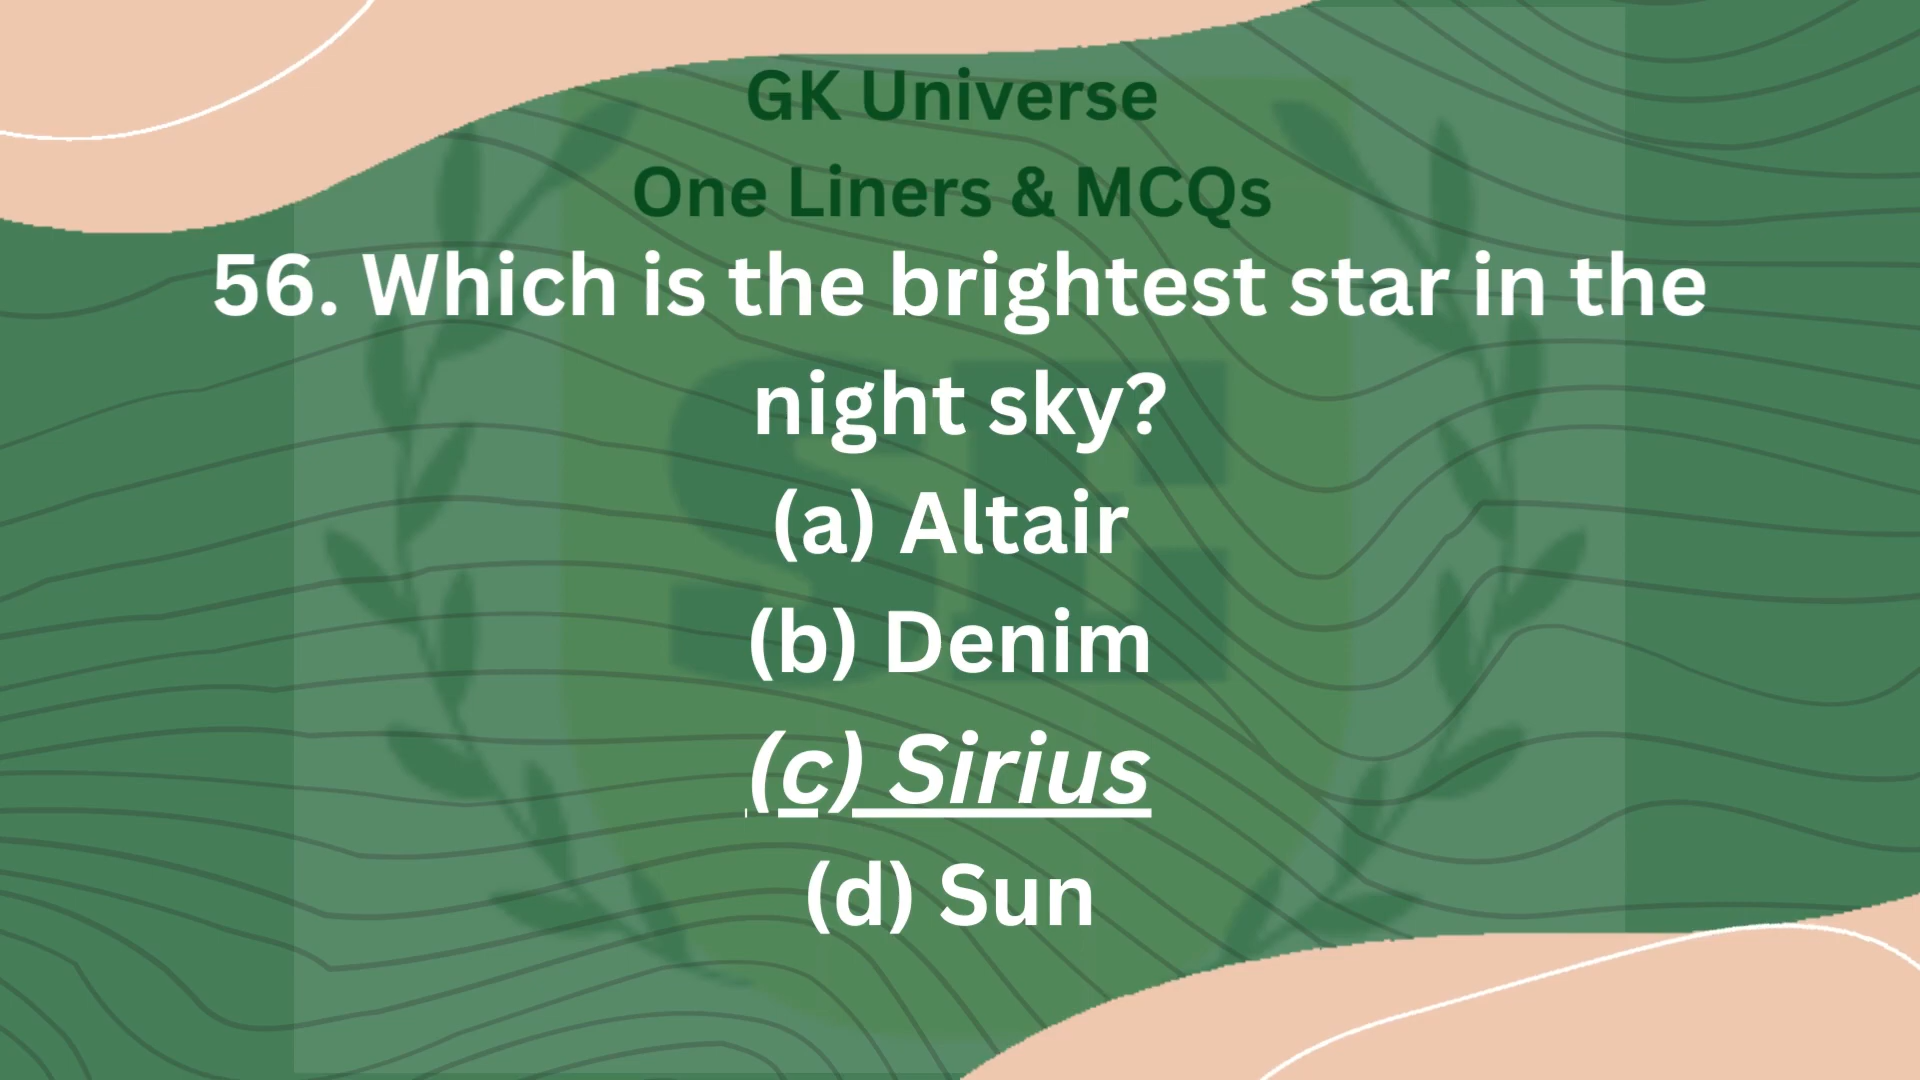 GK Universe
One Liners & MCQs
56. Which is the brightest star in the
night sky?
(a) Altair
(b) Denim
(c) Sirius
(d) Sun